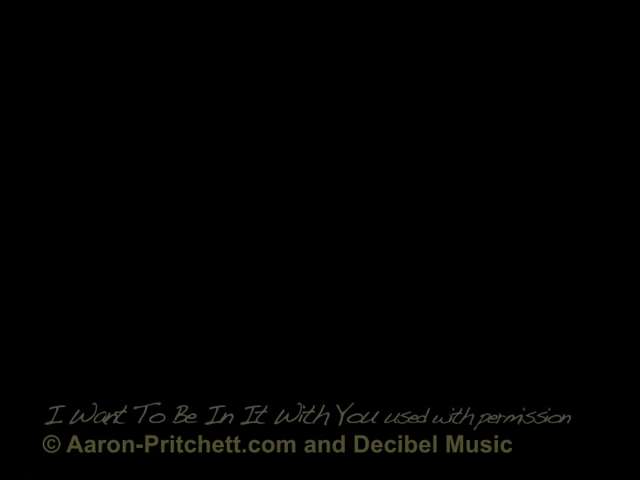 I Want To Be In It With You used with permission
© Aaron-Pritchett.com and Decibel Music